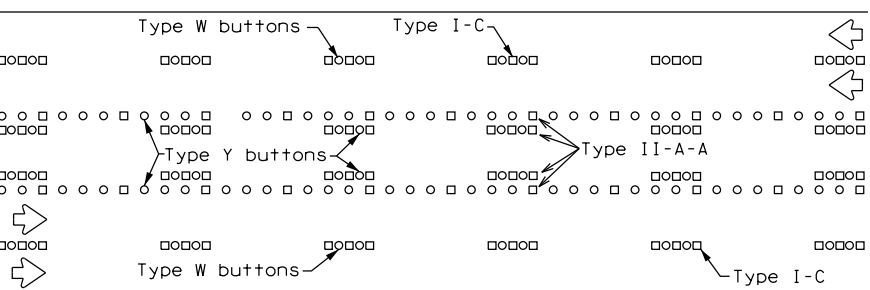 Type W buttons
Type I-C
Type Y buttons
Type II-A-A
Type W buttons
Type I-C